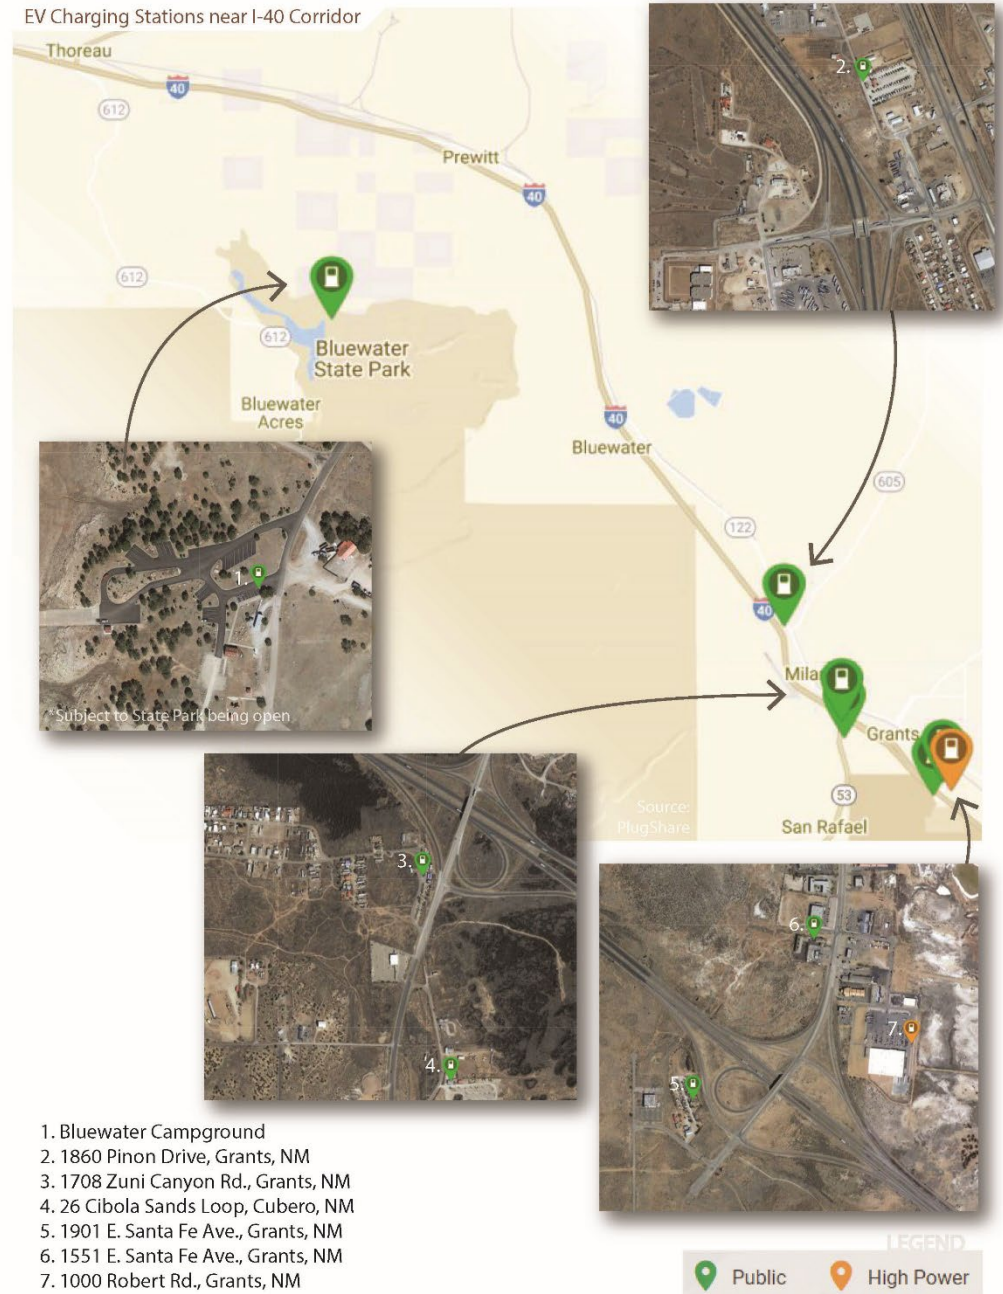 EV Charging Stations near I-40 Corridor
Thoreau
40
612
Prewitt
40
612
612
Bluewater
State Park
Bluewater
Acres
40
Bluewater
605
122
40
Grants
53
San Rafael
Source:
PlugShare
2.
1.
*Subject to State Park being open
3.
4.
6.
7.
5.
1. Bluewater Campground
2. 1860 Pinon Drive, Grants, NM
3. 1708 Zuni Canyon Rd., Grants, NM
4. 26 Cibola Sands Loop, Cubero, NM
5. 1901 E. Santa Fe Ave., Grants, NM
6. 1551 E. Santa Fe Ave., Grants, NM
7. 1000 Robert Rd., Grants, NM
LEGEND
Public
High Power